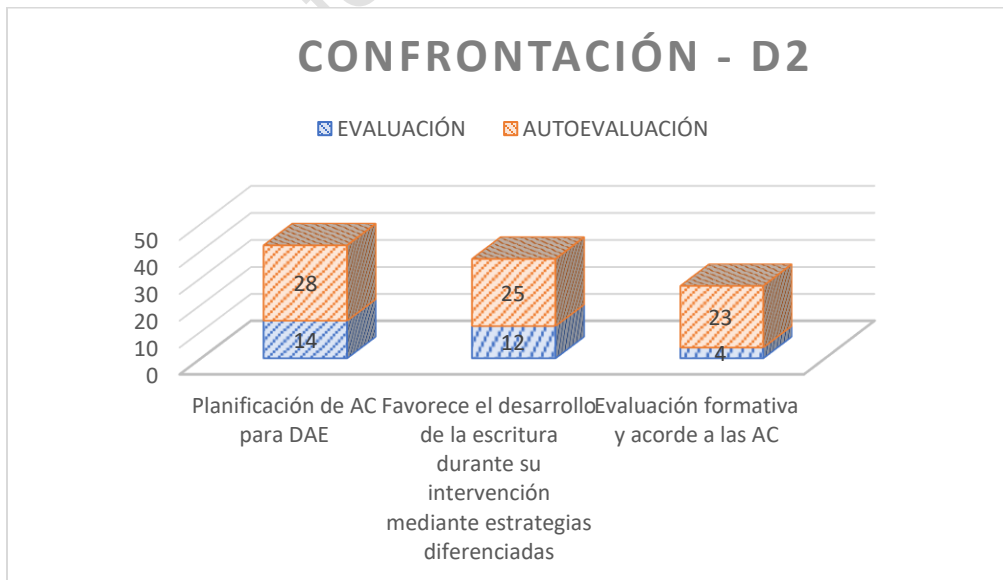 CONFRONTACIÓN - D2
EVALUACIÓN AUTOEVALUACIÓN
50
40
30
20
10
0
28
25
23
14
12
4
Planificación de AC
para DAE
Favorece el desarrollo
de la escritura
durante su
intervención
mediante estrategias
diferenciadas
Evaluación formativa
y acorde a las AC